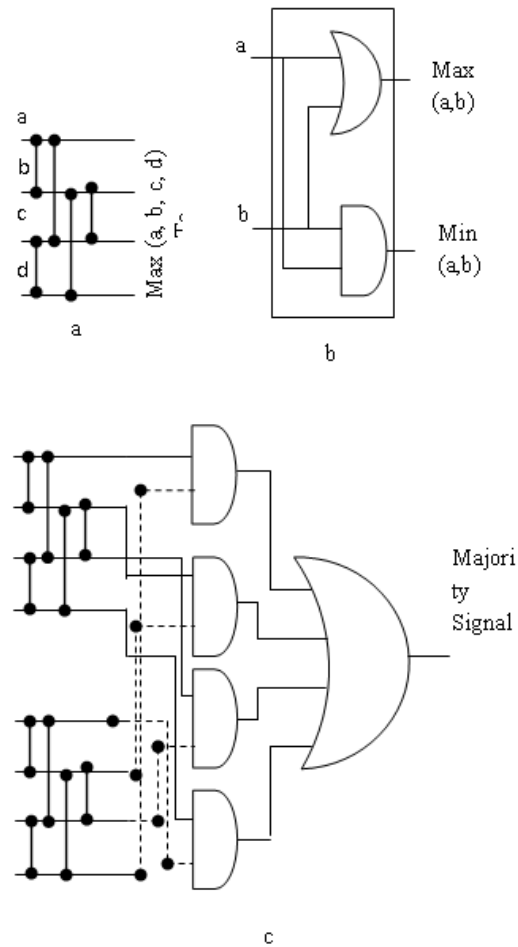 a
b
c
d
Max (a, b, c, d)
a
a
b
Max
(a,b)
Min
(a,b)
b
Majori
ty
Signal
c